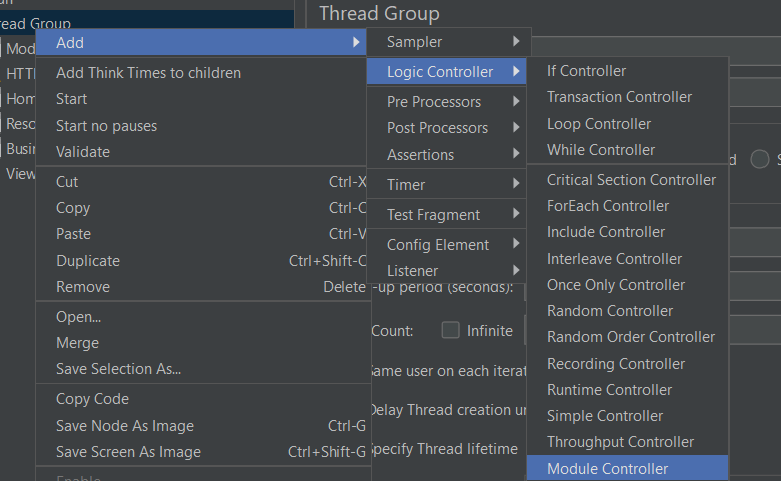 Thread Group
read Group
Mod
HTT
Hom
Reso
Busi
View
Add
Add Think Times to children
Start
Start no pauses
Validate
Cut Ctrl-X
Copy Ctrl-C
Paste Ctrl-V
Duplicate Ctrl+Shift-C
Remove Delete
Open...
Merge
Save Selection As...
Copy Code
Save Node As Image Ctrl-G
Save Screen As Image Ctrl+Shift-G
Enable
Sampler
Logic Controller
Pre Processors
Post Processors
Assertions
Timer
Test Fragment
Config Element
Listener
-up period (seconds):
Count: Infinite
Same user on each iterat
Delay Thread creation un
Specify Thread lifetime
If Controller
Transaction Controller
Loop Controller
While Controller
Critical Section Controller
ForEach Controller
Include Controller
Interleave Controller
Once Only Controller
Random Controller
Random Order Controller
Recording Controller
Runtime Controller
Simple Controller
Throughput Controller
Module Controller
d S